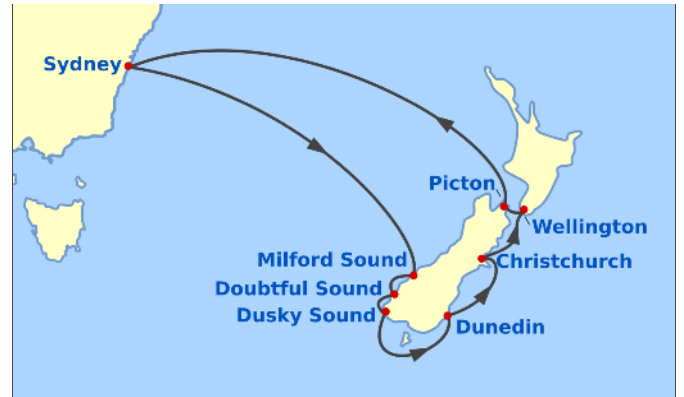 Sydney
Picton
Wellington
Milford Sound
Christchurch
Doubtful Sound
Dusky Sound
Dunedin